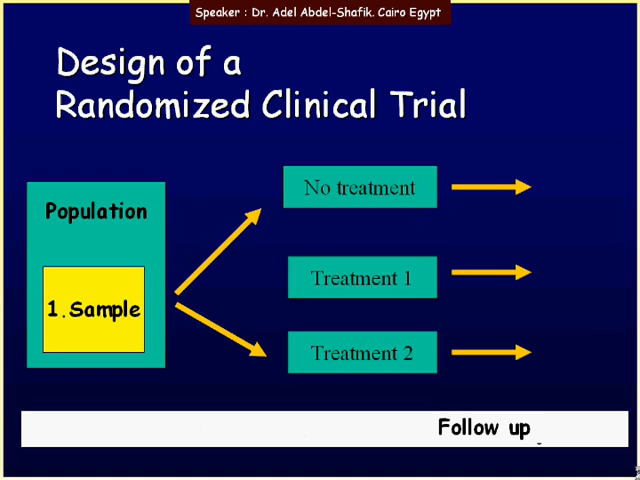 Speaker : Dr. Adel Abdel-Shafik. Cairo Egypt
Design of a
Randomized Clinical Trial
No treatment
Population
Treatment 1
1.Sample
Treatment 2
Follow up